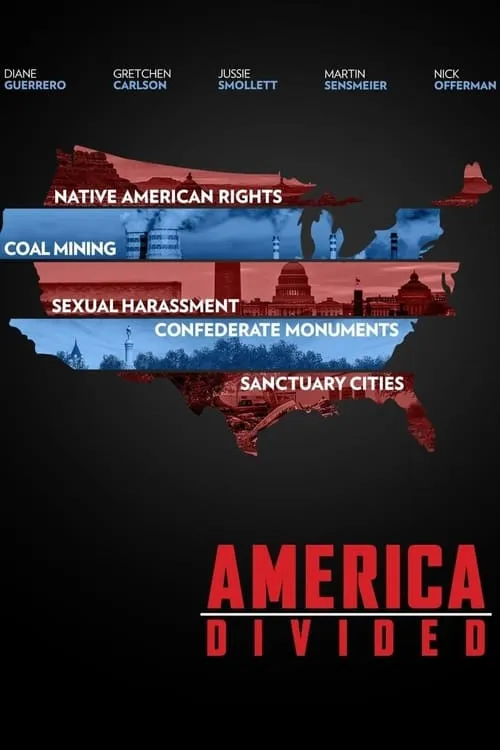 DIANE GUERRERO
GRETCHEN CARLSON
JUSSIE SMOLLETT
MARTIN SENSMEIER
NICK OFFERMAN
NATIVE AMERICAN RIGHTS
COAL MINING
SEXUAL HARASSMENT
CONFEDERATE MONUMENTS
SANCTUARY CITIES
AMERICA
DIVIDED